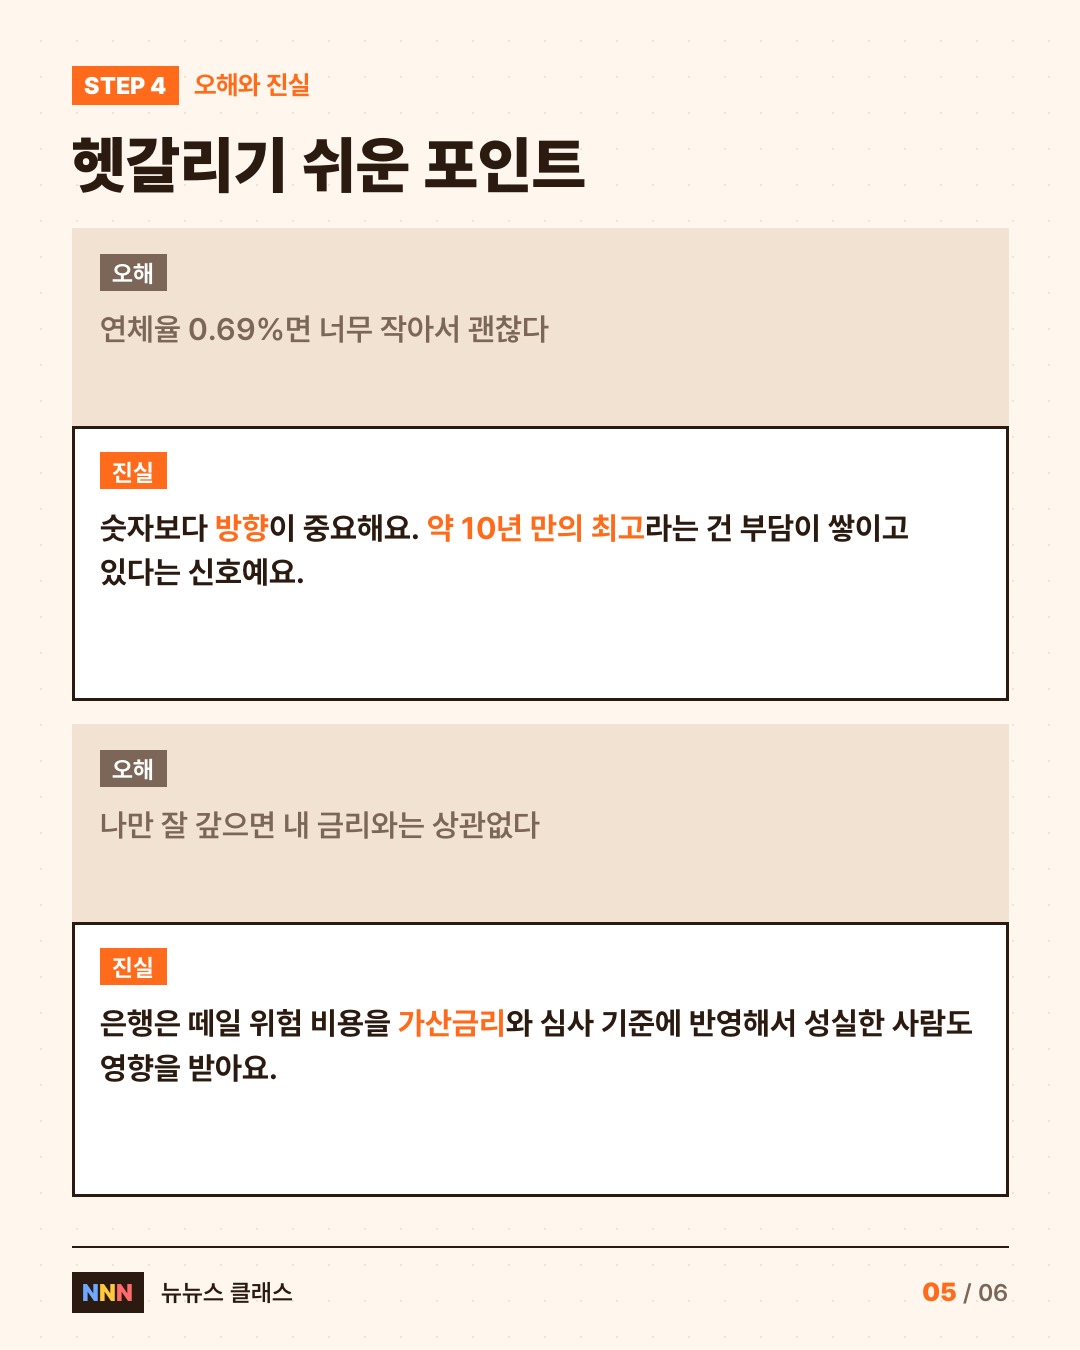 STEP 4 오해와 진실
헷갈리기 쉬운 포인트
오해
연체율 0.69%면 너무 작아서 괜찮다
진실
숫자보다 방향이 중요해요. 약 10년 만의 최고라는 건 부담이 쌓이고
있다는 신호예요.
오해
나만 잘 갚으면 내 금리와는 상관없다
진실
은행은 떼일 위험 비용을 가산금리와 심사 기준에 반영해서 성실한 사람도
영향을 받아요.
NNN 뉴뉴스 클래스
05 / 06